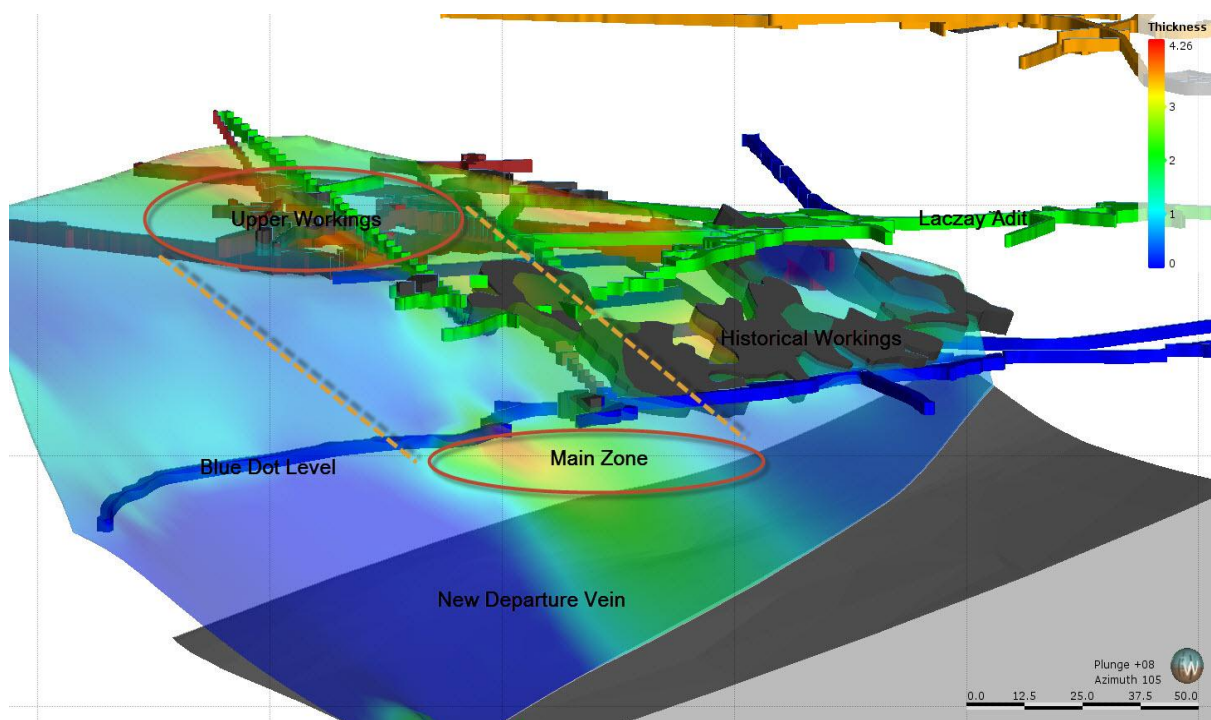 Thickness
4.26
3
2
1
0
Upper Workings
Laczay Adit
Historical Workings
Blue Dot Level
Main Zone
New Departure Vein
Plunge +08
Azimuth 105
W
0.0 12.5 25.0 37.5 50.0